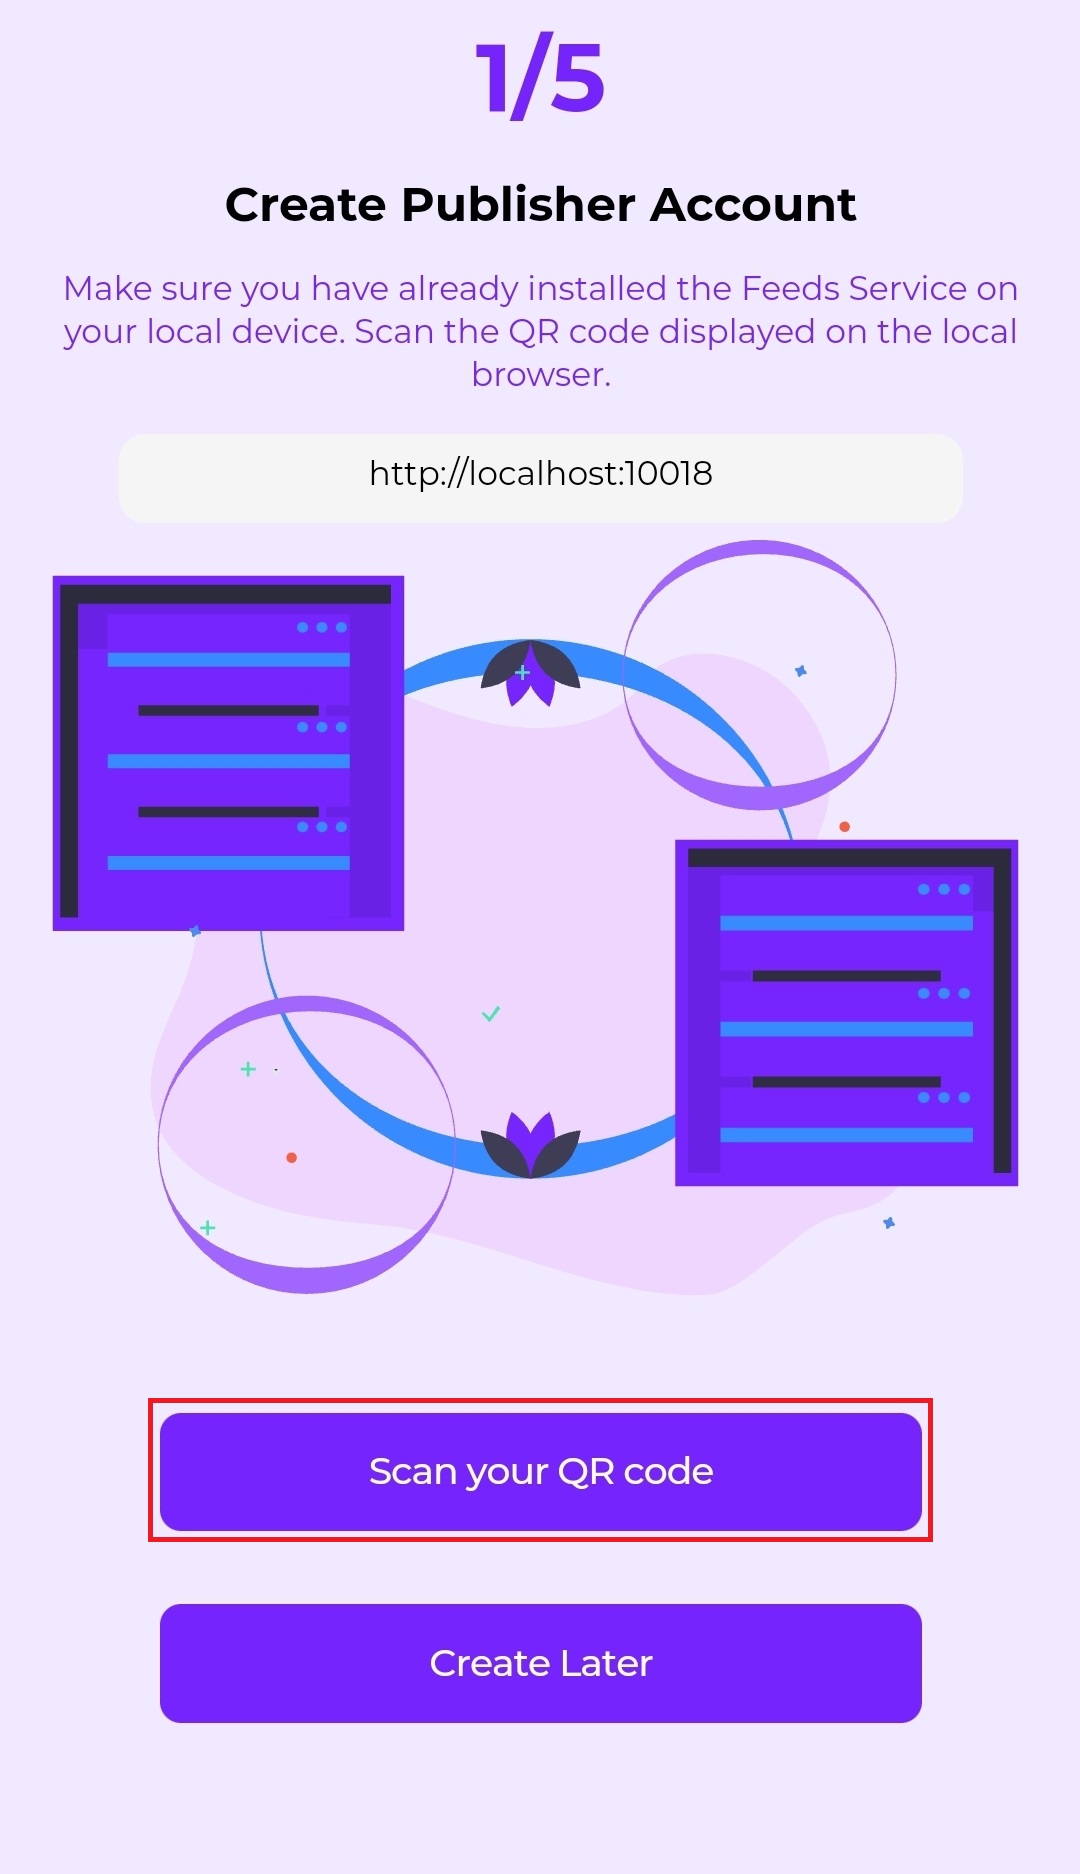 1/5
Create Publisher Account
Make sure you have already installed the Feeds Service on
your local device. Scan the QR code displayed on the local
browser.
http://localhost:10018
Scan your QR code
Create Later